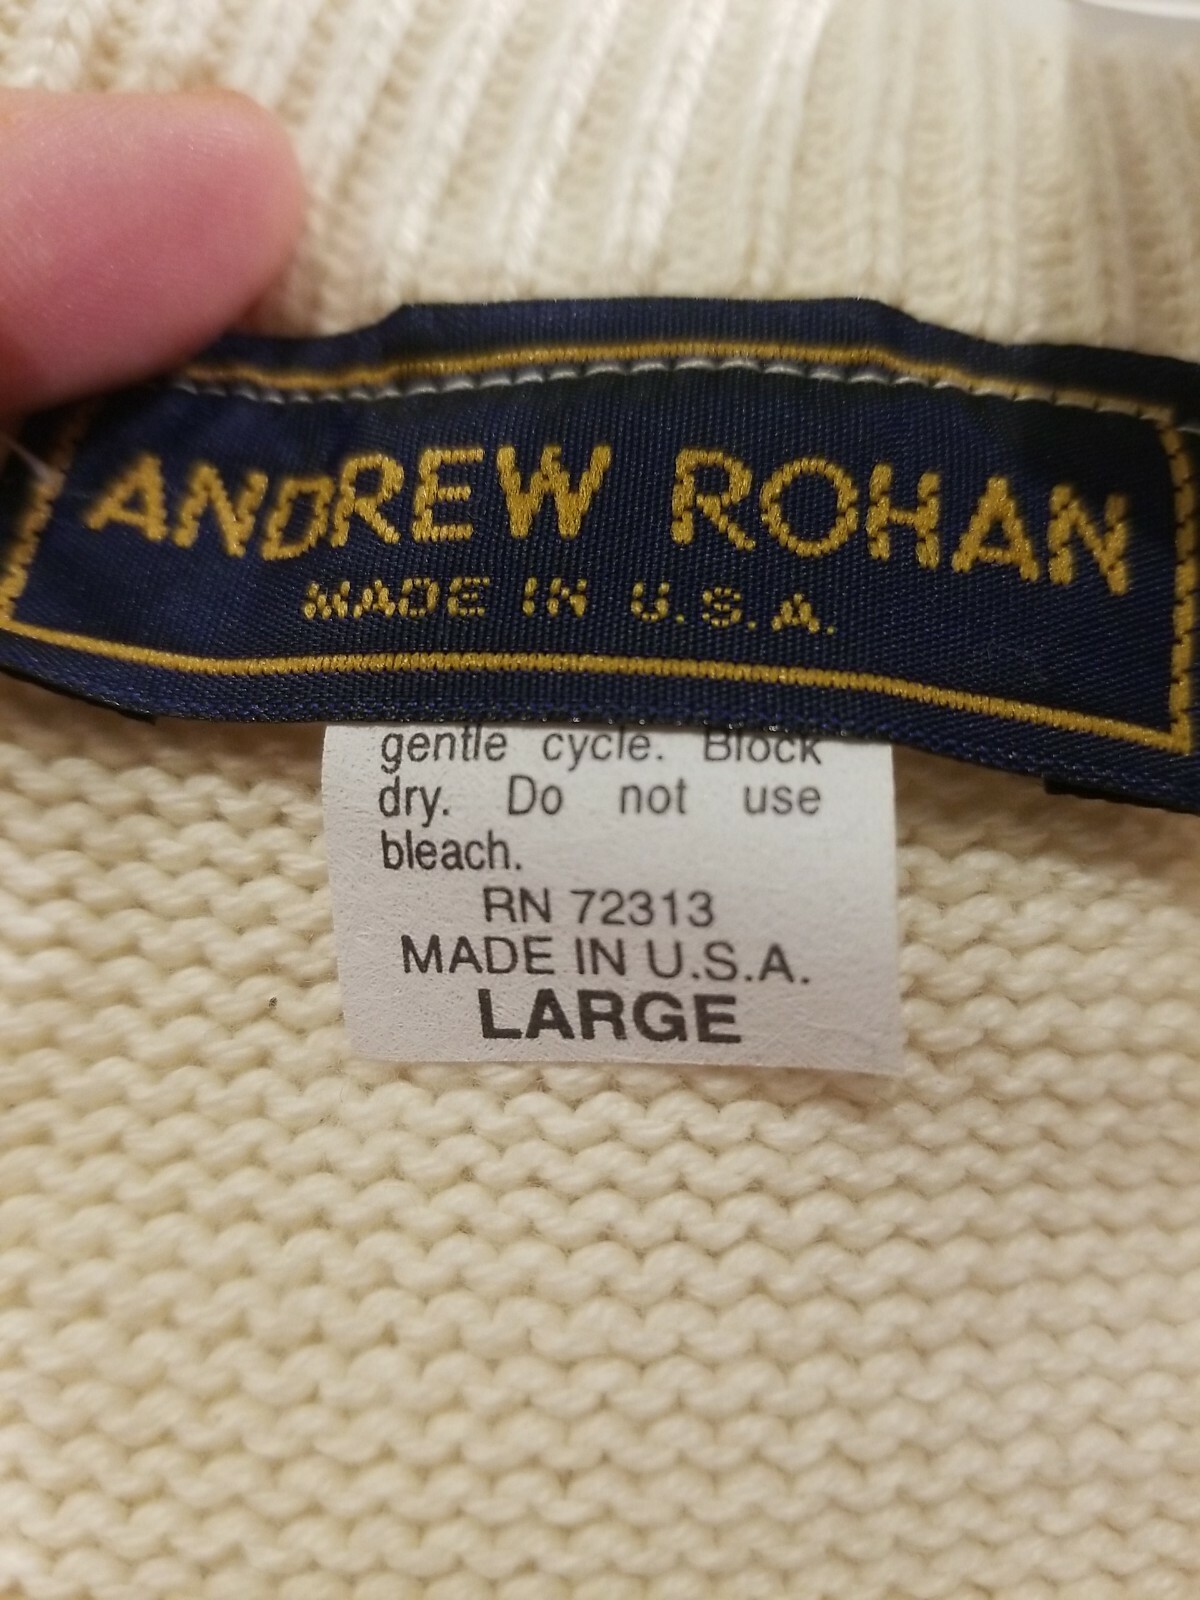 ANDREW ROHAN
MADE IN U.S.A.
gentle cycle. Block
dry. Do not use
bleach.
RN 72313
MADE IN U.S.A.
LARGE